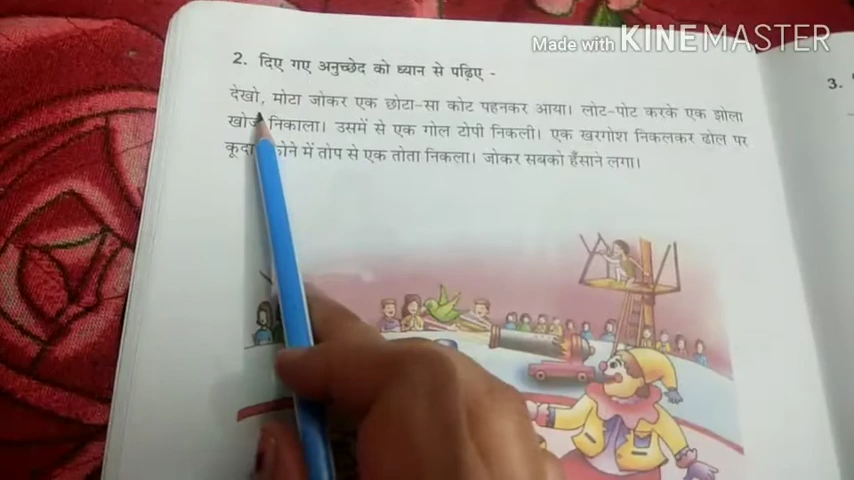 Made with KINEMASTER
2. दिए गए अनुच्छेद को ध्यान से पढ़िए -
3.
देखो, मोटा जोकर एक छोटा-सा कोट पहनकर आया। लोट-पोट करके एक झोला
निकाला। उसमें से एक गोल टोपी निकली। एक खरगोश निकलकर ढोल पर
कूदा में तोप से एक तोता निकला। जोकर सबको हँसाने लगा।